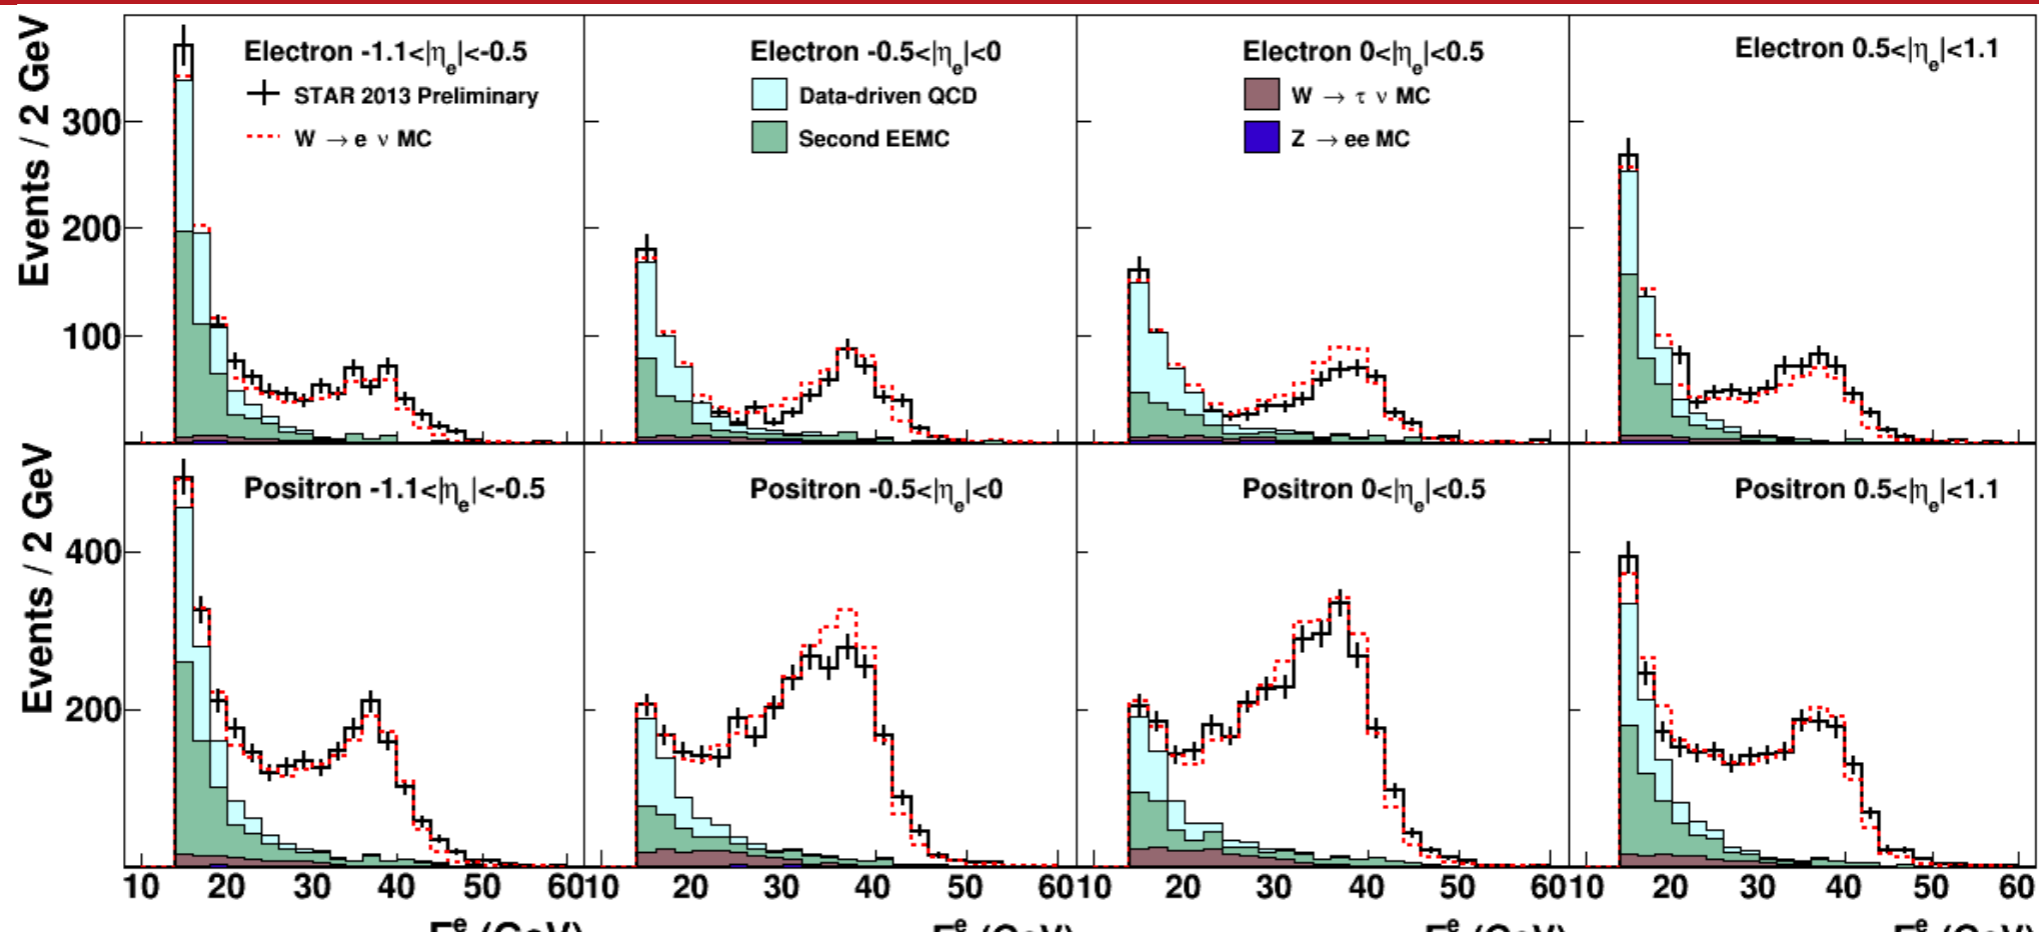 Events / 2 GeV
300
200
100
Electron -1.1<|η_e|<-0.5
STAR 2013 Preliminary
W → e ν MC
Electron -0.5<|η_e|<0
Data-driven QCD
Second EEMC
Electron 0<|η_e|<0.5
W → τ ν MC
Z → ee MC
Electron 0.5<|η_e|<1.1
Events / 2 GeV
400
200
Positron -1.1<|η_e|<-0.5
Positron -0.5<|η_e|<0
Positron 0<|η_e|<0.5
Positron 0.5<|η_e|<1.1
10 20 30 40 50 60 10 20 30 40 50 60 10 20 30 40 50 60 10 20 30 40 50 60
(GeV) (GeV) (GeV) (GeV)